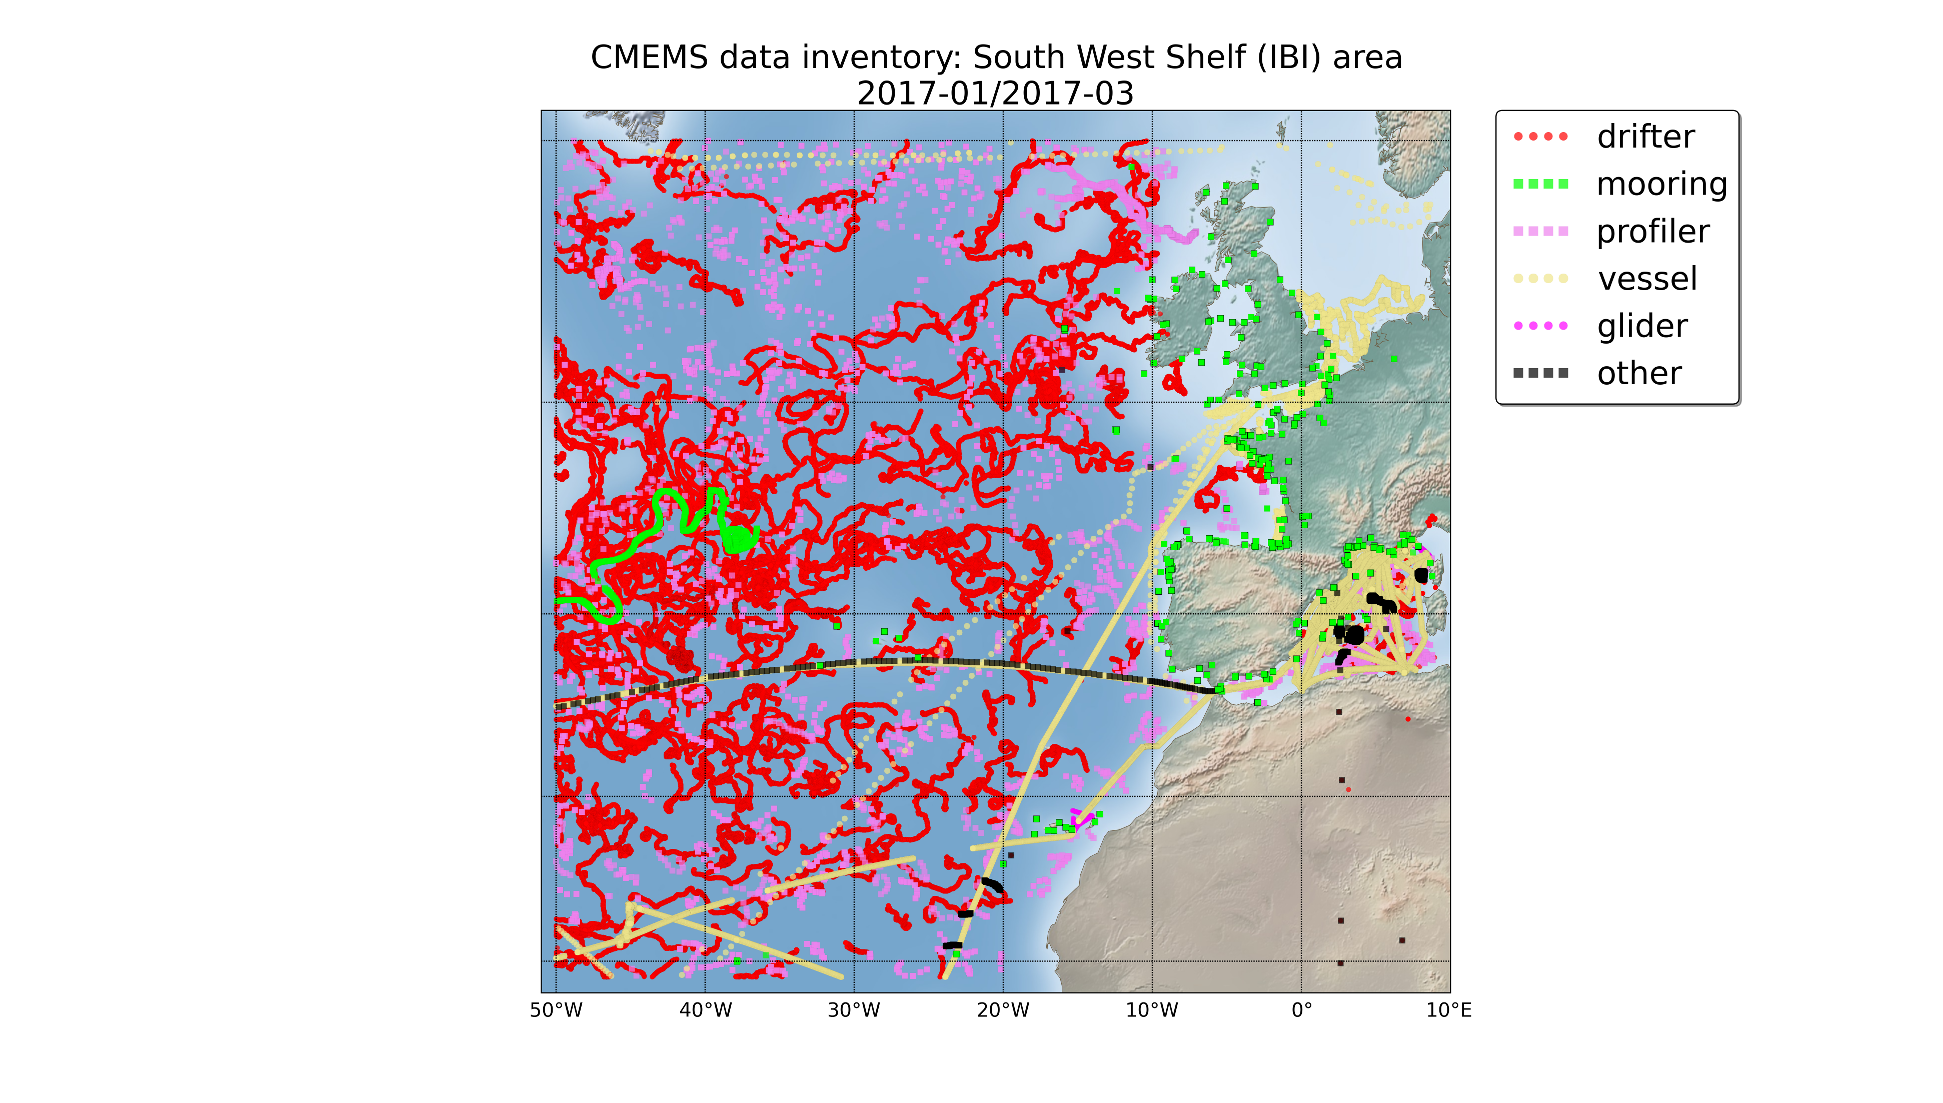 CMEMS data inventory: South West Shelf (IBI) area
2017-01/2017-03
drifter
mooring
profiler
vessel
glider
other
50°W 40°W 30°W 20°W 10°W 0° 10°E